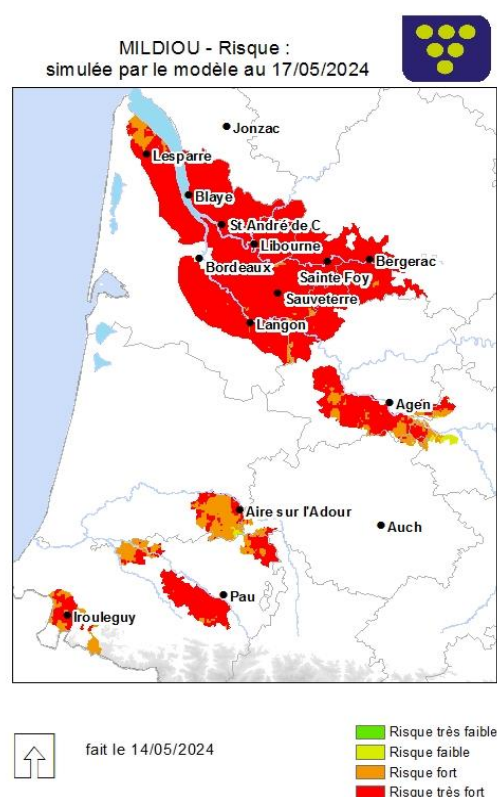 MILDIOU - Risque :
simulée par le modèle au 17/05/2024
Jonzac
Lesparre
Blaye
St André de C
Libourne
Bordeaux
Sainte Foy
Bergerac
Sauveterre
Langon
Agen
Aire sur l'Adour
Auch
Pau
Irouleguy
fait le 14/05/2024
Risque très faible
Risque faible
Risque fort
Risque très fort